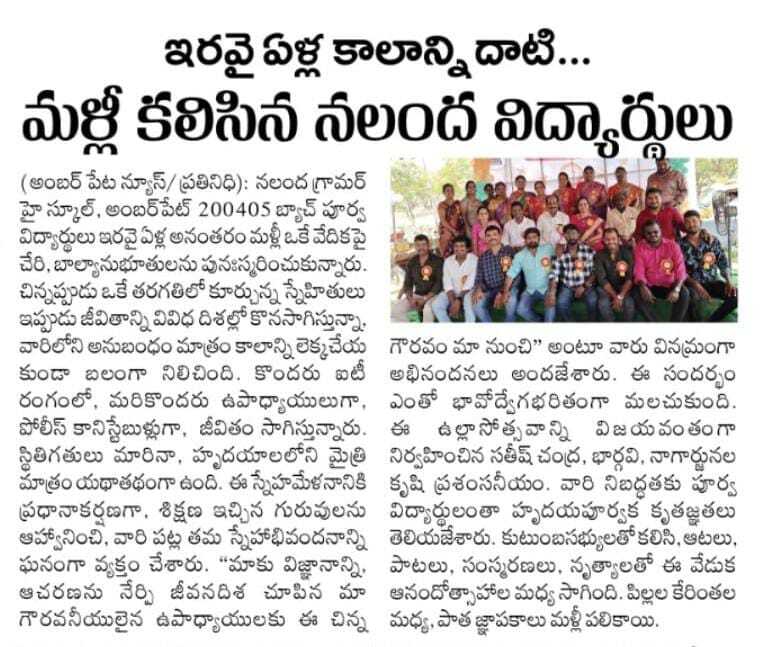 ఇరవై ఏళ్ల కాలాన్ని దాటి...
మళ్లీ కలిసిన నలంద విద్యార్థులు
(అంబర్ పేట న్యూస్/ ప్రతినిధి): నలంద గ్రామర్
హై స్కూల్, అంబర్‌పేట్ 200405 బ్యాచ్ పూర్వ
విద్యార్థులు ఇరవై ఏళ్ల అనంతరం మళ్లీ ఒకే వేదికపై
చేరి, బాల్యానుభూతులను పునఃస్మరించుకున్నారు.
చిన్నప్పుడు ఒకే తరగతిలో కూర్చున్న స్నేహితులు
ఇప్పుడు జీవితాన్ని వివిధ దిశల్లో కొనసాగిస్తున్నా,
వారిలోని అనుబంధం మాత్రం కాలాన్ని లెక్కచేయ
కుండా బలంగా నిలిచింది. కొందరు ఐటీ
రంగంలో, మరికొందరు ఉపాధ్యాయులుగా,
పోలీస్ కానిస్టేబుళ్లుగా, జీవితం సాగిస్తున్నారు.
స్థితిగతులు మారినా, హృదయాలలోని మైత్రి
మాత్రం యథాతథంగా ఉంది. ఈ స్నేహమేళనానికి
ప్రధానాకర్షణగా, శిక్షణ ఇచ్చిన గురువులను
ఆహ్వానించి, వారి పట్ల తమ స్నేహాభివందనాన్ని
ఘనంగా వ్యక్తం చేశారు. “మాకు విజ్ఞానాన్ని,
ఆచరణను నేర్పి జీవనదిశ చూపిన మా
గౌరవనీయులైన ఉపాధ్యాయులకు ఈ చిన్న
గౌరవం మా నుంచి” అంటూ వారు వినమ్రంగా
అభినందనలు అందజేశారు. ఈ సందర్భం
ఎంతో భావోద్వేగభరితంగా మలచుకుంది.
ఈ ఉల్లాసోత్సవాన్ని విజయవంతంగా
నిర్వహించిన సతీష్ చంద్ర, భార్గవి, నాగార్జునల
కృషి ప్రశంసనీయం. వారి నిబద్ధతకు పూర్వ
విద్యార్థులంతా హృదయపూర్వక కృతజ్ఞతలు
తెలియజేశారు. కుటుంబసభ్యులతో కలిసి, ఆటలు,
పాటలు, సంస్మరణలు, నృత్యాలతో ఈ వేడుక
ఆనందోత్సాహాల మధ్య సాగింది. పిల్లల కేరింతల
మధ్య, పాత జ్ఞాపకాలు మళ్లీ పలికాయి.